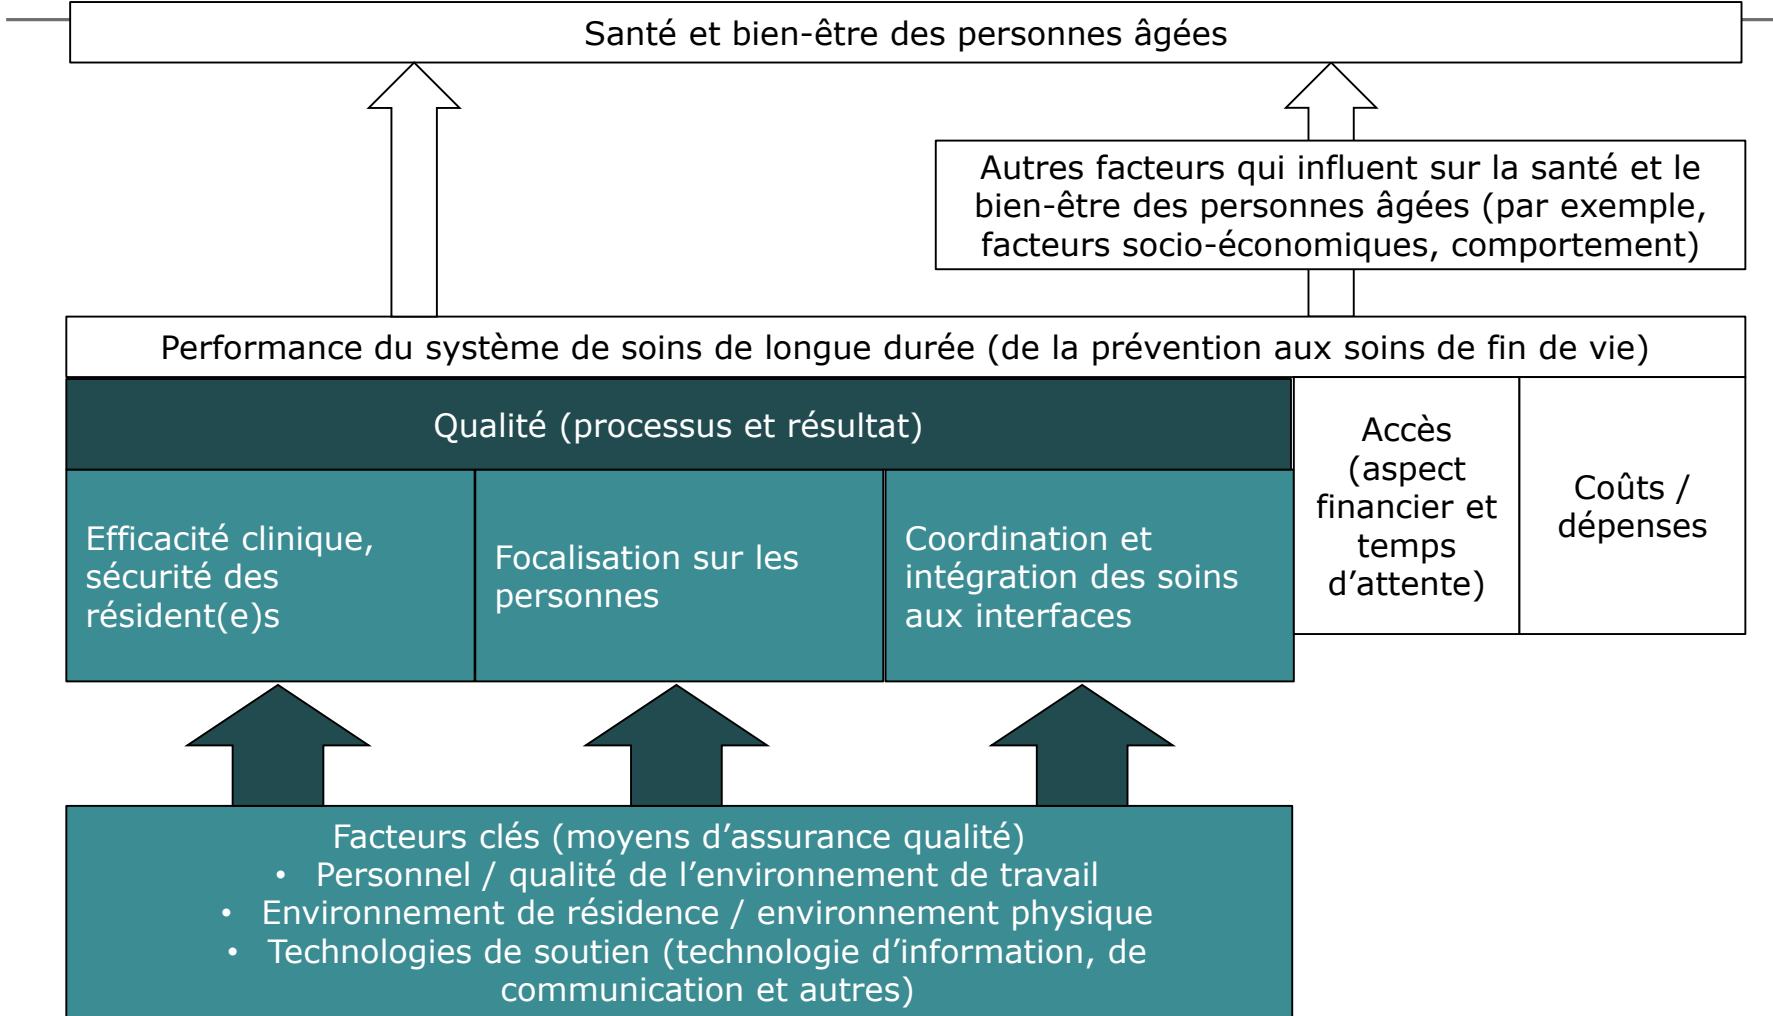 Santé et bien-être des personnes âgées
Autres facteurs qui influent sur la santé et le
bien-être des personnes âgées (par exemple,
facteurs socio-économiques, comportement)
Performance du système de soins de longue durée (de la prévention aux soins de fin de vie)
Qualité (processus et résultat)
Efficacité clinique,
sécurité des
résident(e)s
Focalisation sur les
personnes
Coordination et
intégration des soins
aux interfaces
Accès
(aspect
financier et
temps
d’attente)
Coûts /
dépenses
Facteurs clés (moyens d’assurance qualité)
• Personnel / qualité de l’environnement de travail
• Environnement de résidence / environnement physique
• Technologies de soutien (technologie d’information, de
communication et autres)